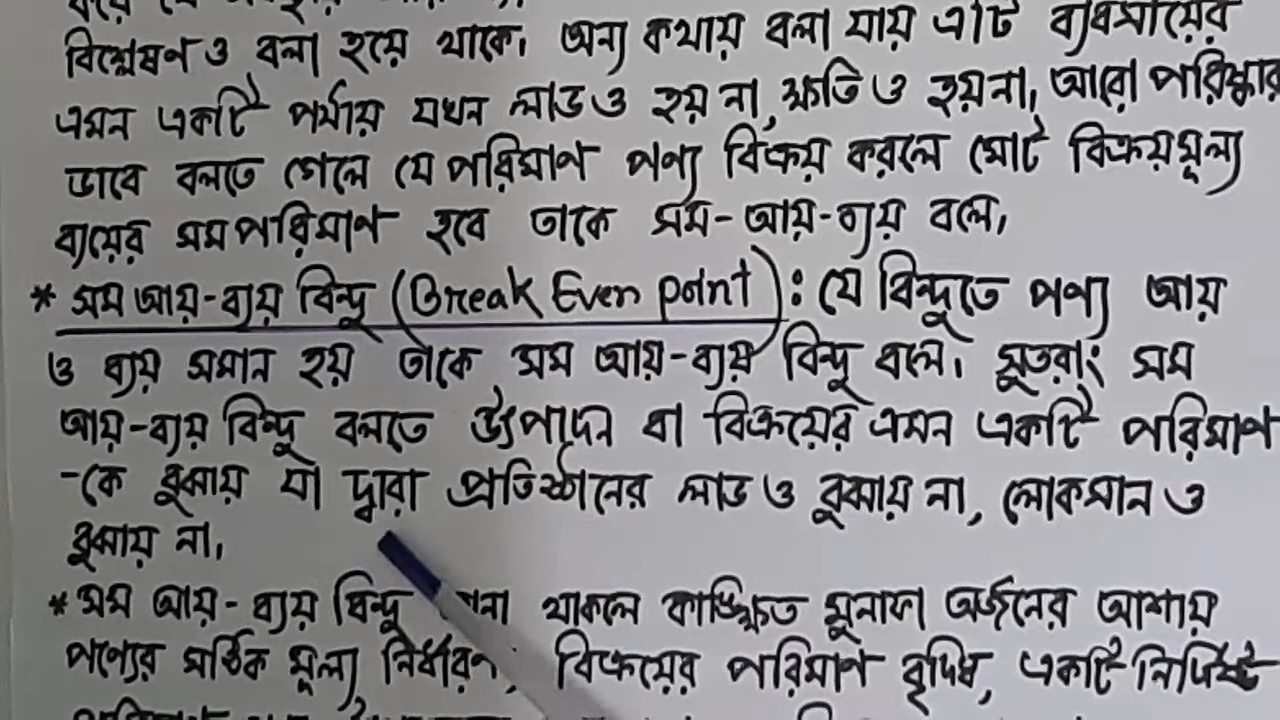 বিশ্লেষণ ও বলা হয়ে থাকে। অন্য কথায় বলা যায় এটি ব্যবসায়ের
এমন একটি পর্যায় যখন লাভও হয় না, ক্ষতি ও হয়না। আরো পরিষ্কার
ভাবে বলতে গেলে যে পরিমাণ পণ্য বিক্রয় করলে মোট বিক্রয়মূল্য
ব্যয়ের সমপরিমাণ হবে তাকে সম-আয়-ব্যয় বলে।
* সম আয়-ব্যয় বিন্দু (Break Even point): যে বিন্দুতে পণ্য আয়
ও ব্যয় সমান হয় তাকে সম আয়-ব্যয় বিন্দু বলে। সুতরাং সম
আয়-ব্যয় বিন্দু বলতে উৎপাদন বা বিক্রয়ের এমন একটি পরিমাণ
-কে বুঝায় যা দ্বারা প্রতিষ্ঠানের লাভ ও বুঝায় না, লোকসান ও
বুঝায় না।
* সম আয়-ব্যয় বিন্দু থাকলে কাঙ্ক্ষিত মুনাফা অর্জনের আশায়
পণ্যের সঠিক মূল্য নির্ধারণ, বিক্রয়ের পরিমাণ বৃদ্ধি, একটি নির্দিষ্ট